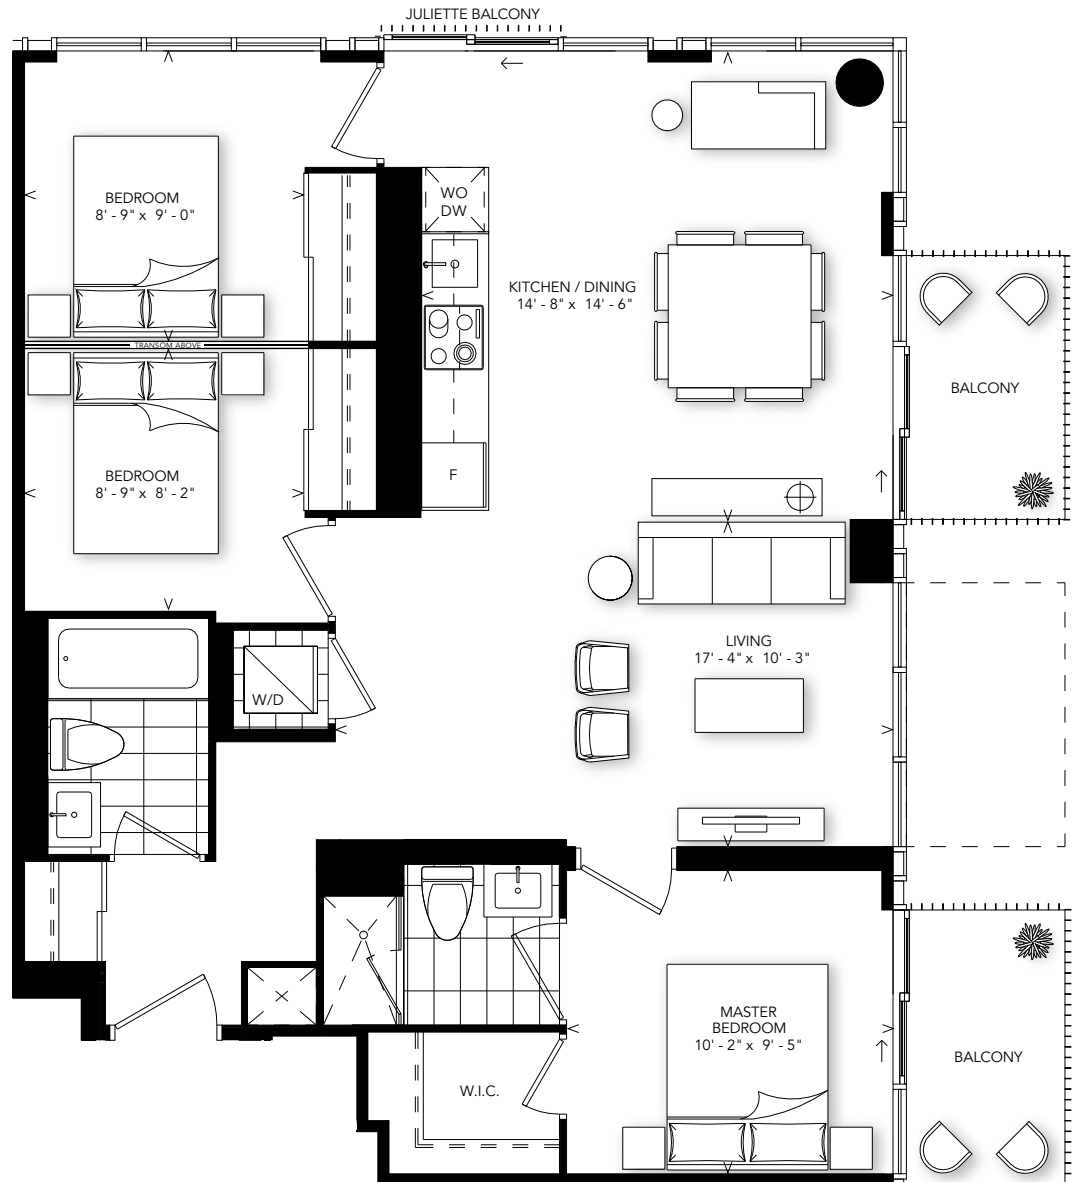 JULIETTE BALCONY
BEDROOM
8' - 9" x 9' - 0"
WO
DW
KITCHEN / DINING
14' - 8" x 14' - 6"
TRANSOM ABOVE
BALCONY
BEDROOM
8' - 9" x 8' - 2"
F
LIVING
17' - 4" x 10' - 3"
W/D
MASTER
BEDROOM
10' - 2" x 9' - 5"
BALCONY
W.I.C.